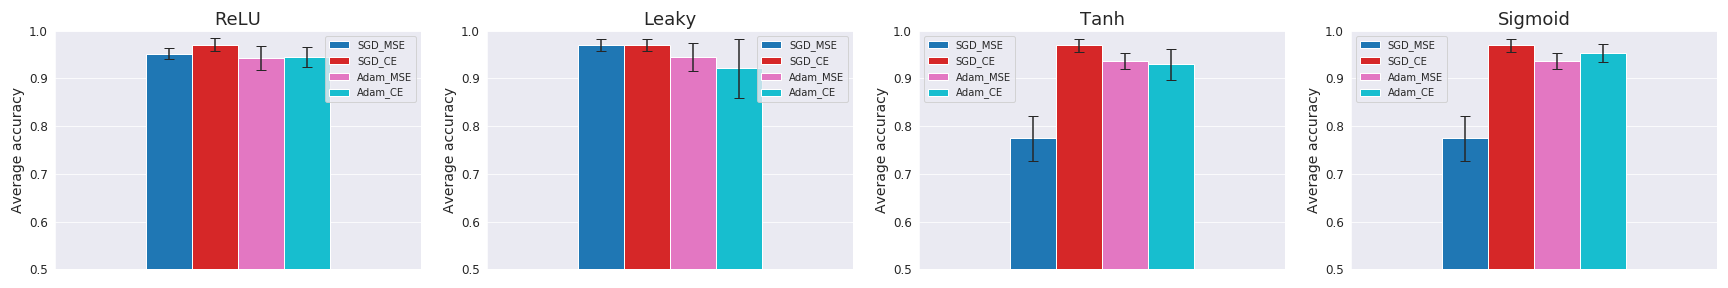 ReLU
Average accuracy
1.0
0.9
0.8
0.7
0.6
0.5
SGD_MSE
SGD_CE
Adam_MSE
Adam_CE
Leaky
Average accuracy
1.0
0.9
0.8
0.7
0.6
0.5
SGD_MSE
SGD_CE
Adam_MSE
Adam_CE
Tanh
Average accuracy
1.0
0.9
0.8
0.7
0.6
0.5
SGD_MSE
SGD_CE
Adam_MSE
Adam_CE
Sigmoid
Average accuracy
1.0
0.9
0.8
0.7
0.6
0.5
SGD_MSE
SGD_CE
Adam_MSE
Adam_CE